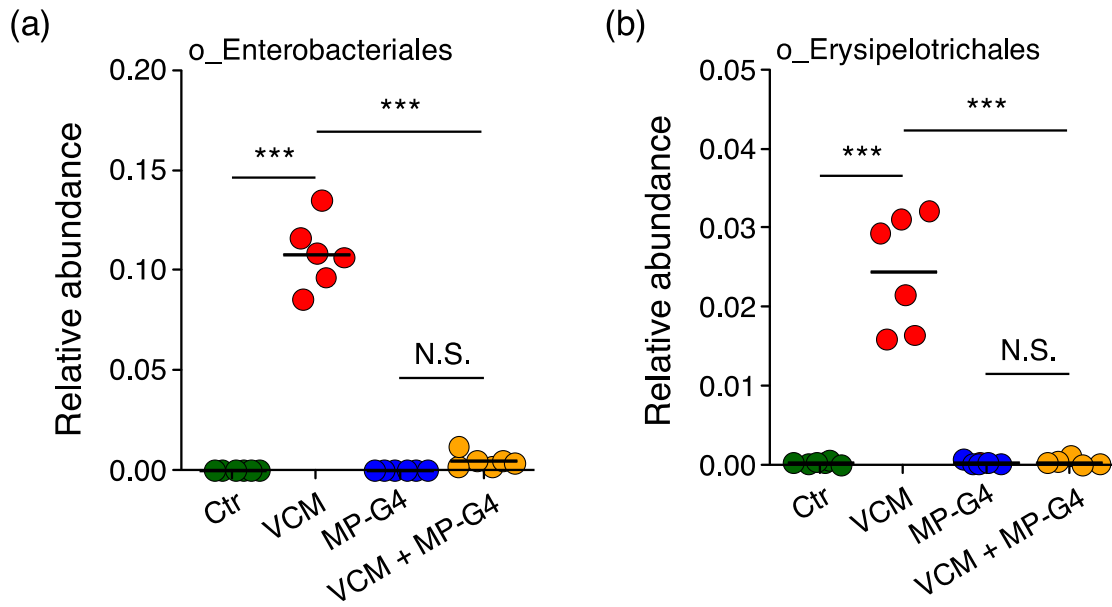 (a)
o_Enterobacteriales
Relative abundance
0.20
0.15
0.10
0.05
0.00
***
***
N.S.
Ctr
VCM
MP-G4
VCM + MP-G4
(b)
o_Erysipelotrichales
Relative abundance
0.05
0.04
0.03
0.02
0.01
0.00
***
***
N.S.
Ctr
VCM
MP-G4
VCM + MP-G4